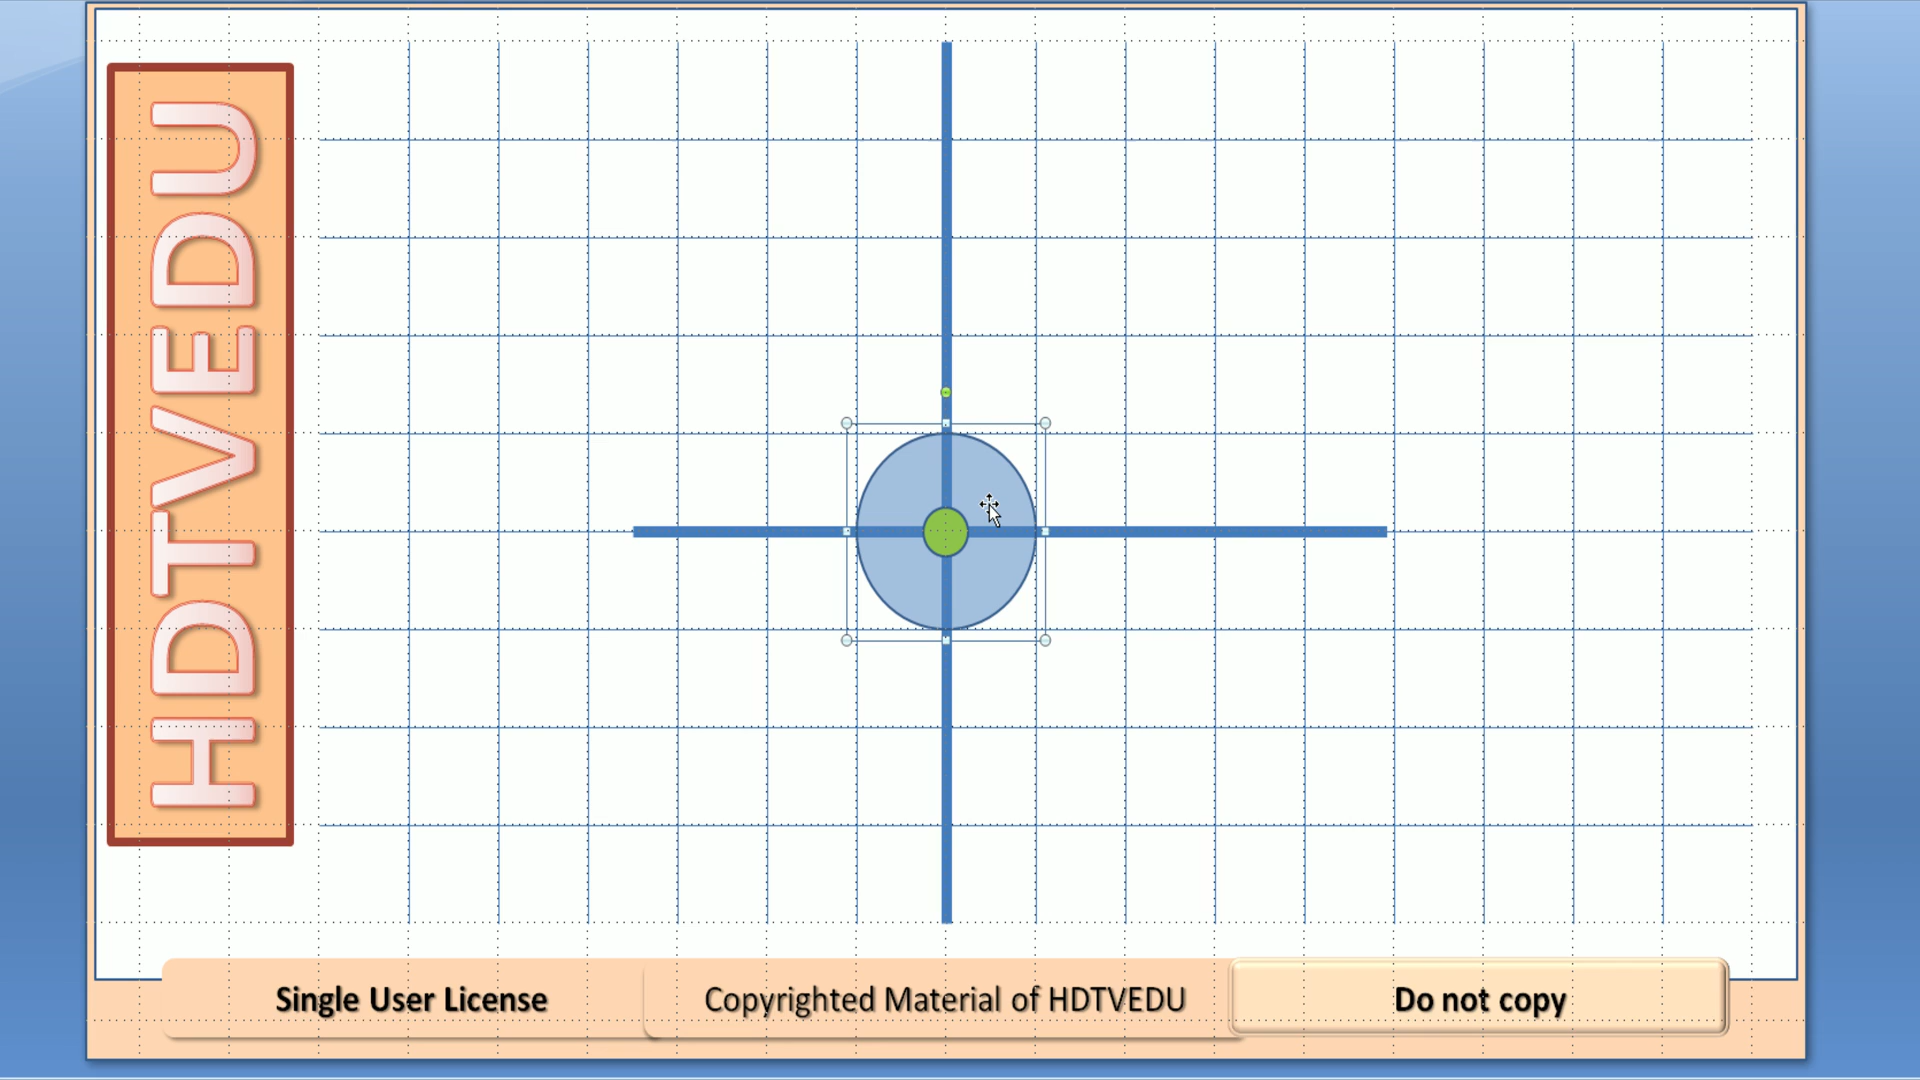 HDTVEDU
Single User License
Copyrighted Material of HDTVEDU
Do not copy